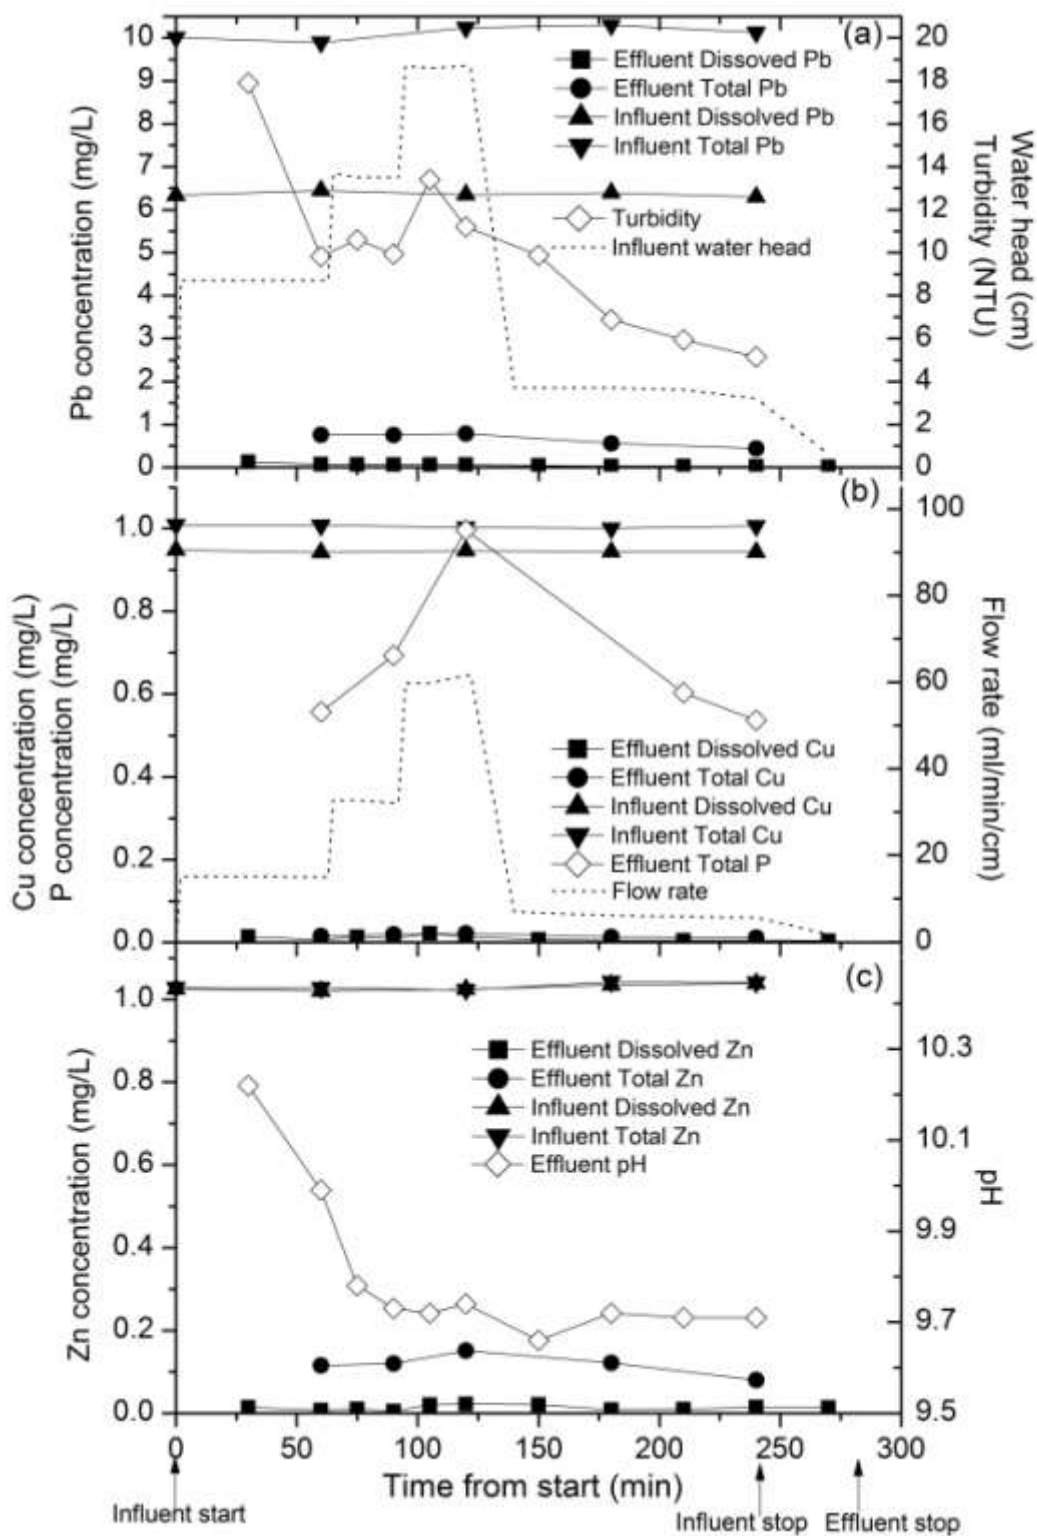 (a)
Pb concentration (mg/L)
10
9
8
7
6
5
4
3
2
1
0
Effluent Dissoved Pb
Effluent Total Pb
Influent Dissolved Pb
Influent Total Pb
Turbidity
Influent water head
20
18
16
14
12
10
8
6
4
2
0
Water head (cm)
Turbidity (NTU)
(b)
Cu concentration (mg/L)
P concentration (mg/L)
1.0
0.8
0.6
0.4
0.2
0.0
Effluent Dissolved Cu
Effluent Total Cu
Influent Dissolved Cu
Influent Total Cu
Effluent Total P
Flow rate
100
80
60
40
20
0
Flow rate (ml/min/cm)
(c)
Zn concentration (mg/L)
1.0
0.8
0.6
0.4
0.2
0.0
Effluent Dissolved Zn
Effluent Total Zn
Influent Dissolved Zn
Influent Total Zn
Effluent pH
10.3
10.1
9.9
9.7
9.5
pH
0 50 100 150 200 250 300
Time from start (min)
Influent start
Influent stop
Effluent stop